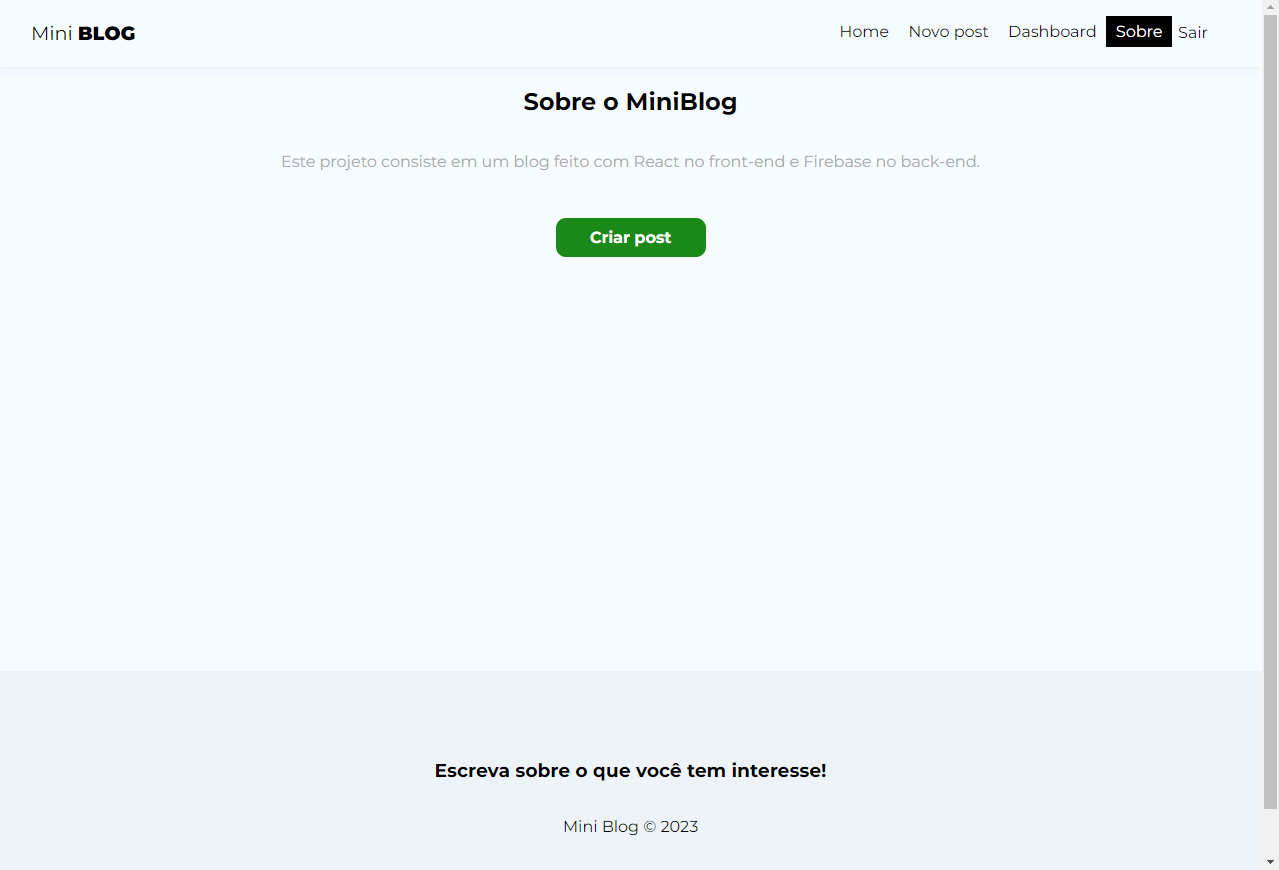 Mini BLOG
Home Novo post Dashboard Sobre Sair
Sobre o MiniBlog
Este projeto consiste em um blog feito com React no front-end e Firebase no back-end.
Criar post
Escreva sobre o que você tem interesse!
Mini Blog © 2023